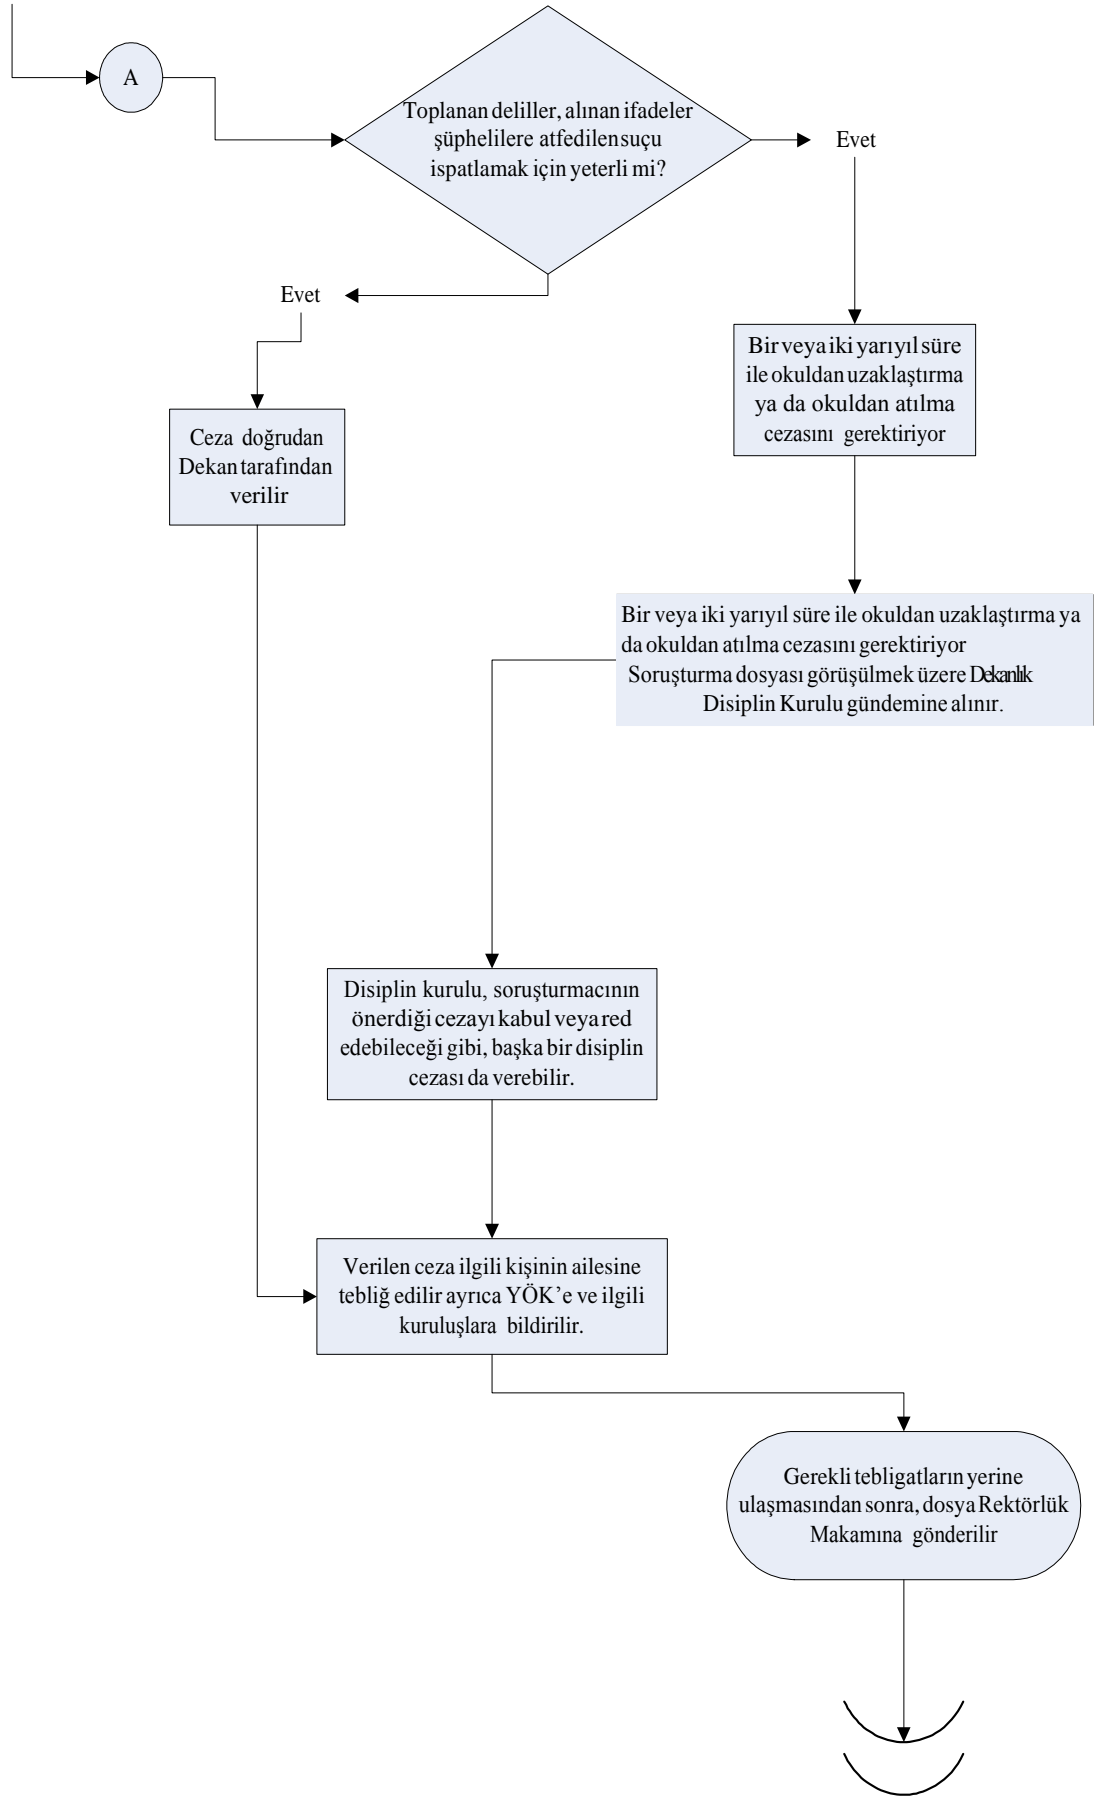 A
Toplanan deliller, alınan ifadeler
şüphelilere atfedilen suçu
ispatlamak için yeterli mi?
Evet
Evet
Bir veya iki yarıyıl süre
ile okuldan uzaklaştırma
ya da okuldan atılma
cezasını gerektiriyor
Ceza doğrudan
Dekan tarafından
verilir
Bir veya iki yarıyıl süre ile okuldan uzaklaştırma ya
da okuldan atılma cezasını gerektiriyor
Soruşturma dosyası görüşülmek üzere Dekanlık
Disiplin Kurulu gündemine alınır.
Disiplin kurulu, soruşturmacının
önerdiği cezayı kabul veya red
edebileceği gibi, başka bir disiplin
cezası da verebilir.
Verilen ceza ilgili kişinin ailesine
tebliğ edilir ayrıca YÖK’e ve ilgili
kuruluşlara bildirilir.
Gerekli tebligatların yerine
ulaşmasından sonra, dosya Rektörlük
Makamına gönderilir